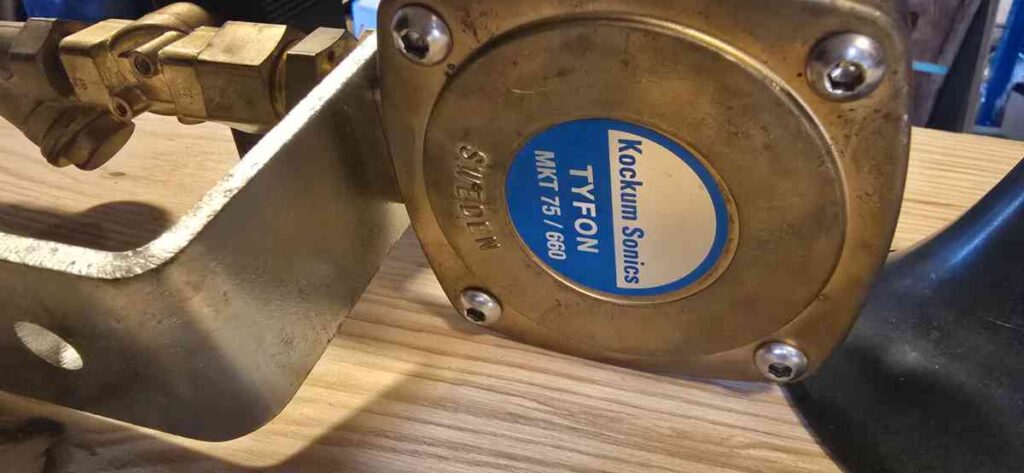 Kockum Sonics
TYFON
MKT 75 / 660
SWEDEN